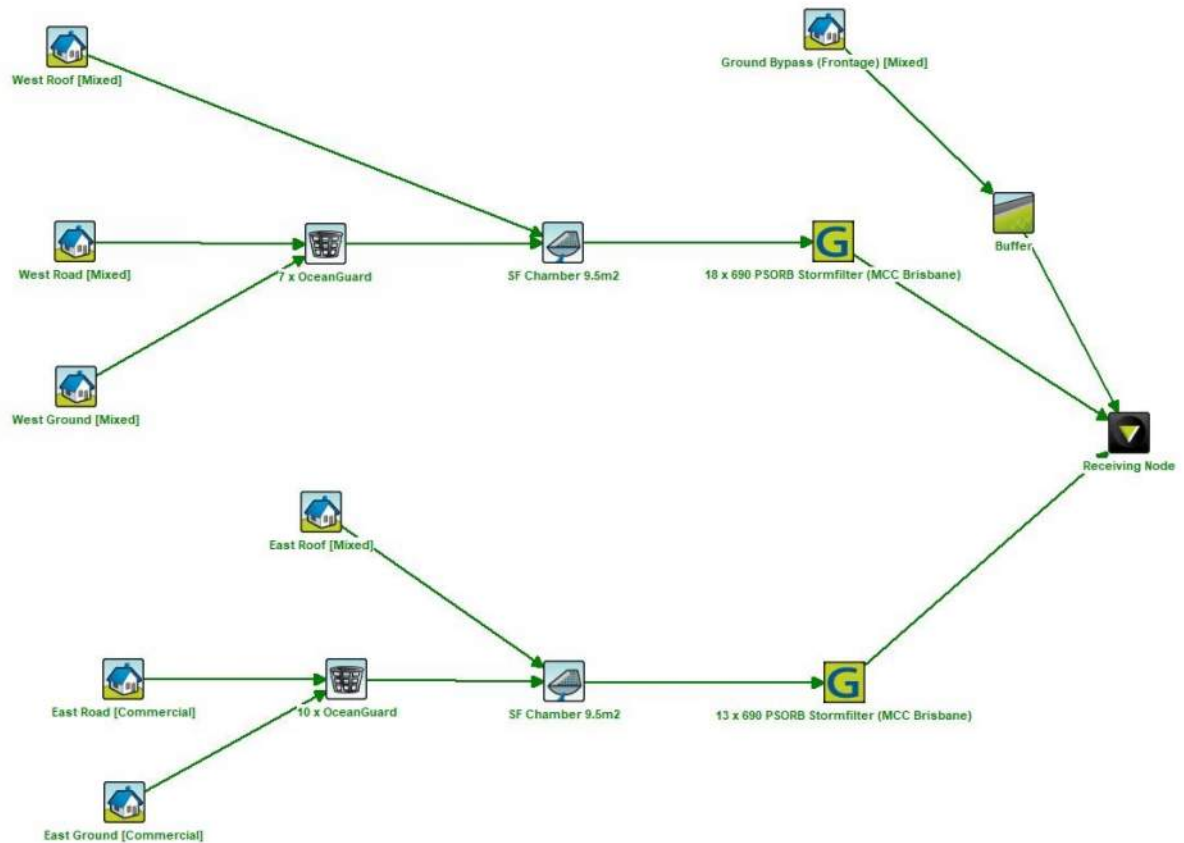 West Roof [Mixed]
Ground Bypass (Frontage) [Mixed]
West Road [Mixed]
7 x OceanGuard
SF Chamber 9.5m2
G
18 x 690 PSORB Stormfilter (MCC Brisbane)
Buffer
West Ground [Mixed]
Receiving Node
East Roof [Mixed]
East Road [Commercial]
10 x OceanGuard
SF Chamber 9.5m2
G
13 x 690 PSORB Stormfilter (MCC Brisbane)
East Ground [Commercial]